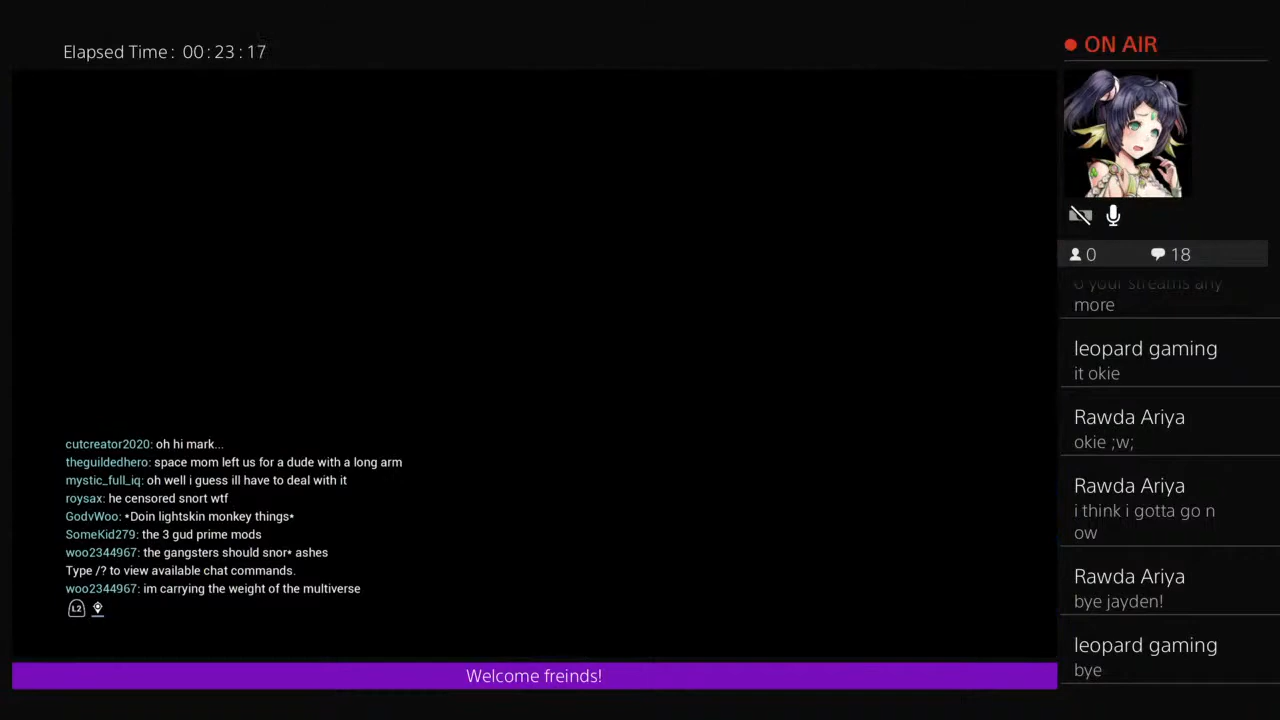 Elapsed Time: 00:23:17
ON AIR
0 18
o your streams any
more
leopard gaming
it okie
Rawda Ariya
okie ;w;
Rawda Ariya
i think i gotta go n
ow
Rawda Ariya
bye jayden!
leopard gaming
bye
cutcreator2020: oh hi mark...
theguildedhero: space mom left us for a dude with a long arm
mystic_full_iq: oh well i guess ill have to deal with it
roysax: he censored snort wtf
GodvWoo: *Doin lightskin monkey things*
SomeKid279: the 3 gud prime mods
woo2344967: the gangsters should snor* ashes
Type /? to view available chat commands.
woo2344967: im carrying the weight of the multiverse
L2
Welcome freinds!